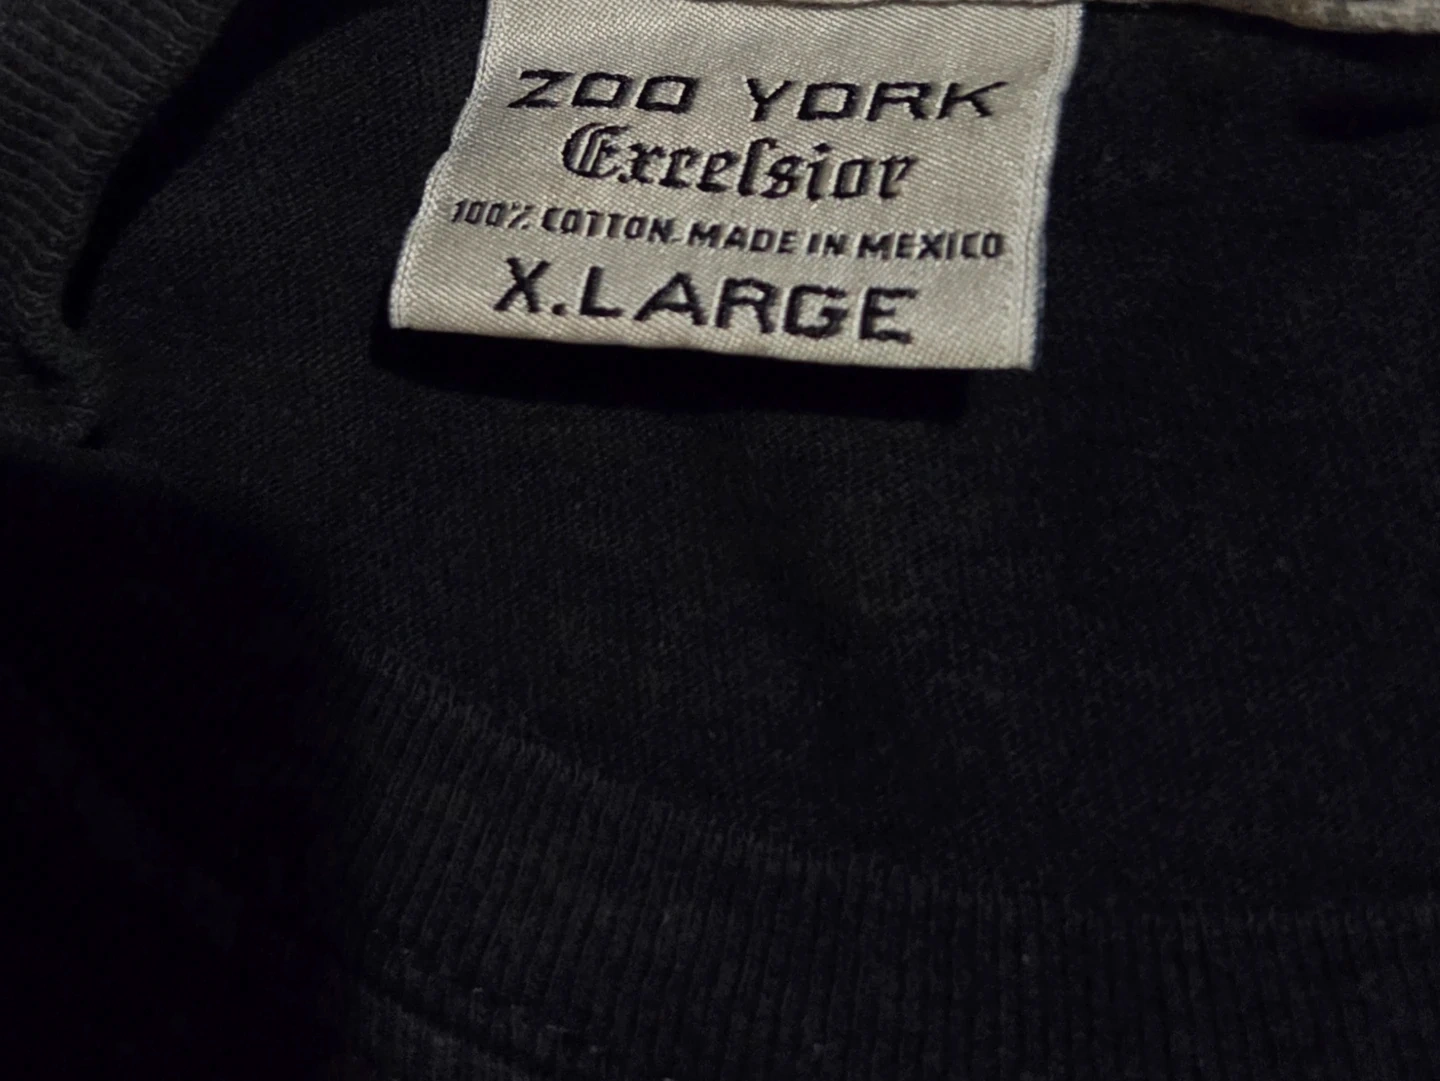 ZOO YORK
Excelsior
100% COTTON. MADE IN MEXICO
X.LARGE